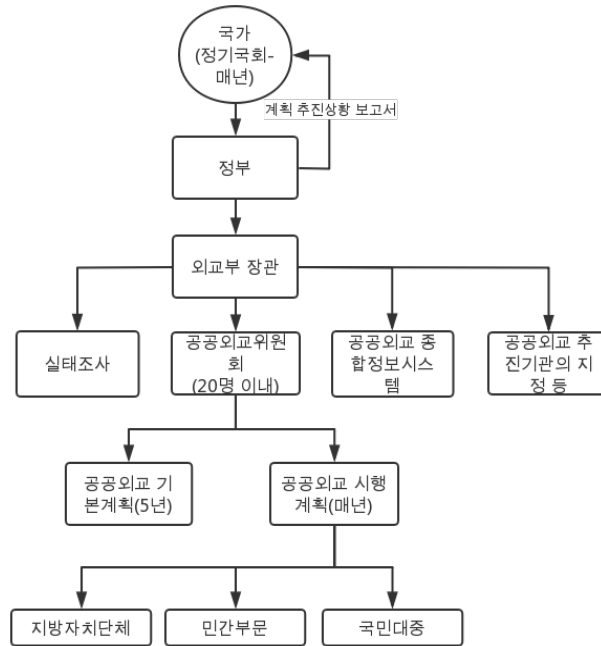 국가
(정기국회-
매년)
계획 추진상황 보고서
정부
외교부 장관
실태조사
공공외교위원
회
(20명 이내)
공공외교 종
합정보시스
템
공공외교 추
진기관의 지
정 등
공공외교 기
본계획(5년)
공공외교 시행
계획(매년)
지방자치단체
민간부문
국민대중